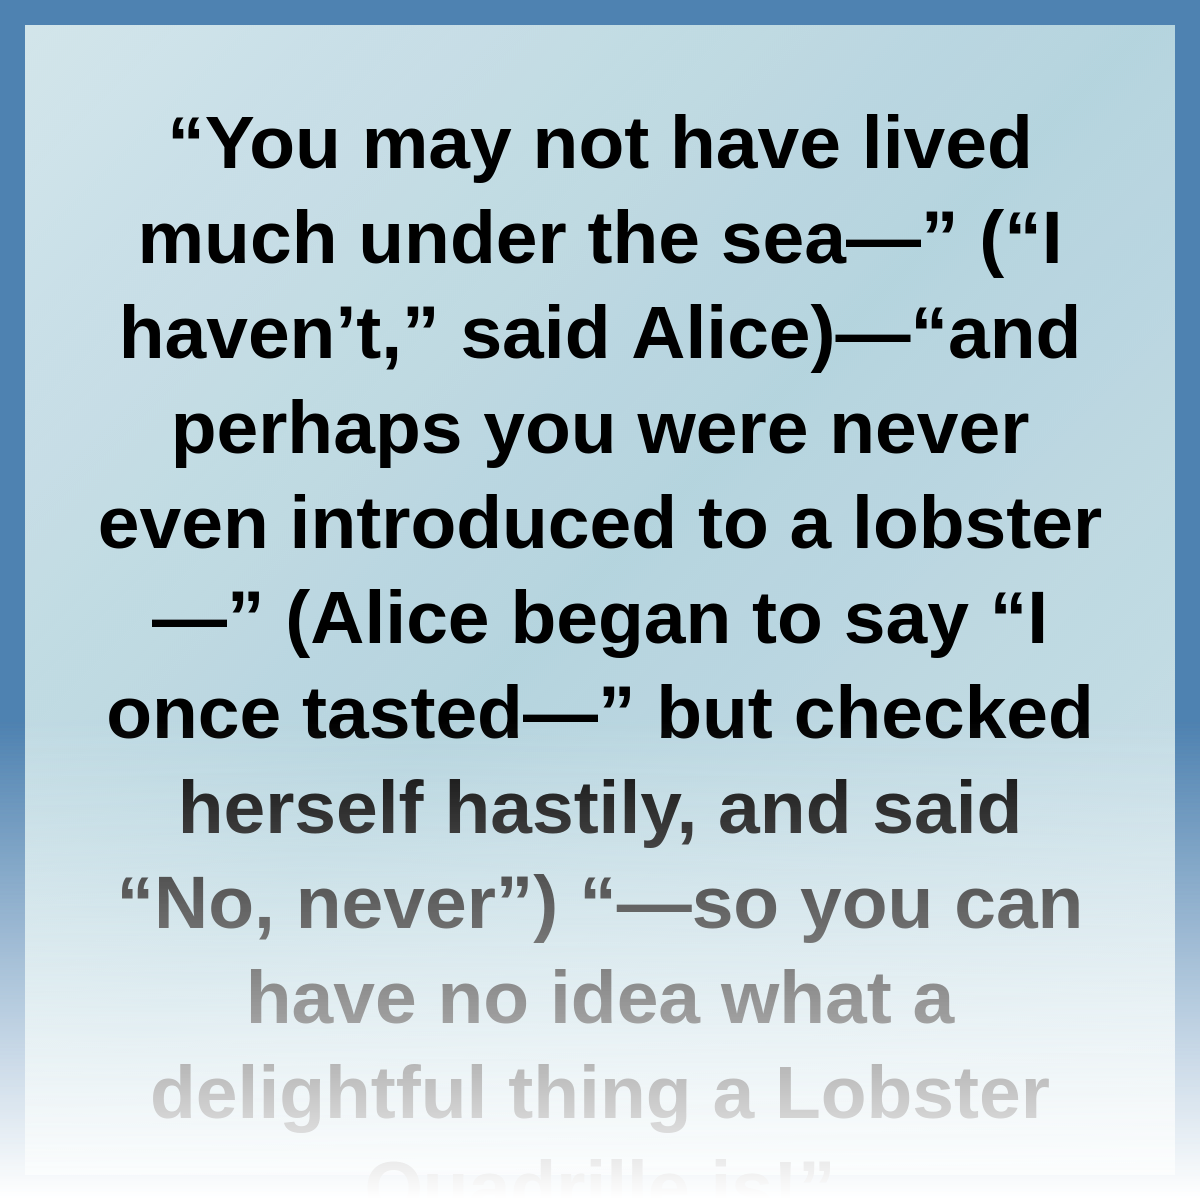 “You may not have lived
much under the sea—” (“I
haven’t,” said Alice)—“and
perhaps you were never
even introduced to a lobster
—” (Alice began to say “I
once tasted—” but checked
herself hastily, and said
“No, never”) “—so you can
have no idea what a
delightful thing a Lobster
Quadrille is!”